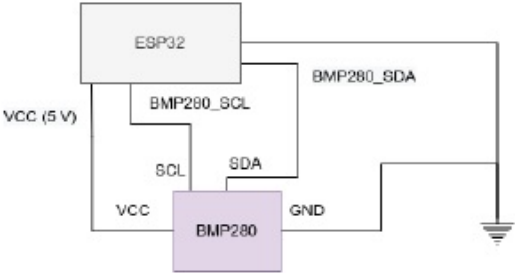 ESP32
BMP280_SDA
BMP280_SCL
VCC (5 V)
SCL
SDA
VCC
GND
BMP280